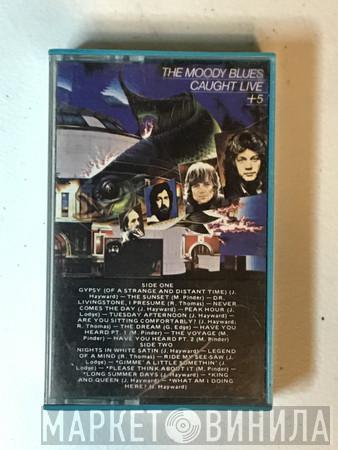 THE MOODY BLUES
CAUGHT LIVE
+5
SIDE ONE
GYPSY (OF A STRANGE AND DISTANT TIME) (J.
Hayward) — THE SUNSET (M. Pinder) — DR.
LIVINGSTONE, I PRESUME (R. Thomas) — NEVER
COMES THE DAY (J. Hayward) — PEAK HOUR (J.
Lodge) — TUESDAY AFTERNOON (J. Hayward) —
ARE YOU SITTING COMFORTABLY? (J. Hayward/
R. Thomas) — THE DREAM (G. Edge) — HAVE YOU
HEARD PT. 1 (M. Pinder) — THE VOYAGE (M.
Pinder) — HAVE YOU HEARD PT. 2 (M. Pinder)
SIDE TWO
NIGHTS IN WHITE SATIN (J. Hayward) — LEGEND
OF A MIND (R. Thomas) — RIDE MY SEE-SAW (J.
Lodge) — *GIMME A LITTLE SOMETHIN' (J.
Lodge) — *PLEASE THINK ABOUT IT (M. Pinder)
— *LONG SUMMER DAYS (J. Hayward) — *KING
AND QUEEN (J. Hayward) — *WHAT AM I DOING
HERE? (J. Hayward)
МАРКЕТ ВИНИЛА